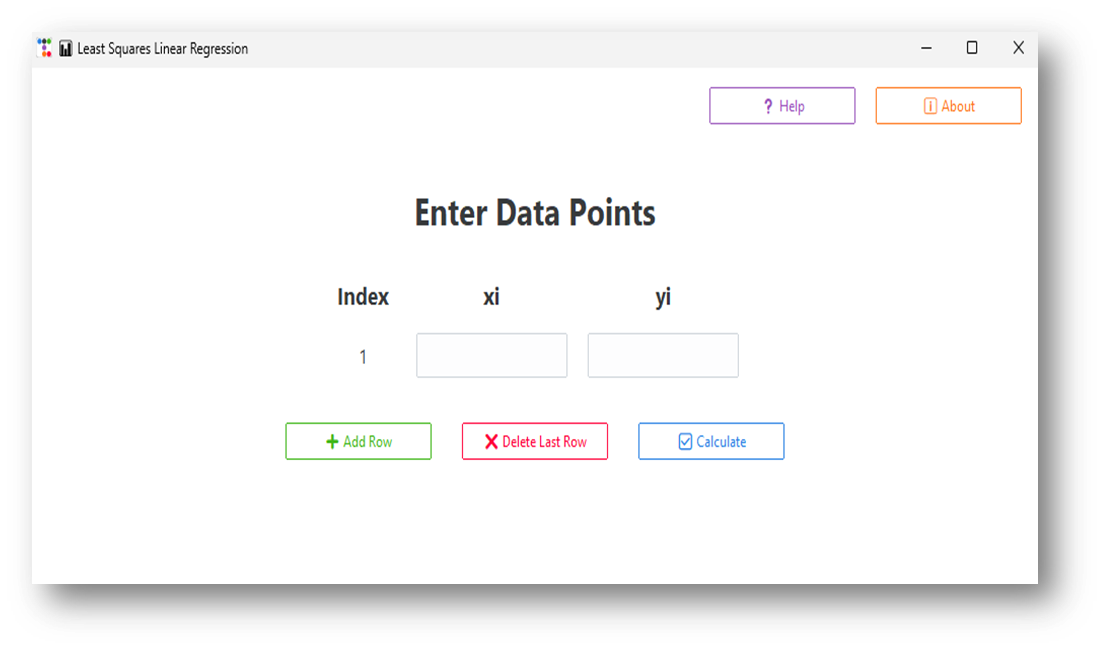 Least Squares Linear Regression
? Help
i About
Enter Data Points
Index xi yi
1
Add Row Delete Last Row Calculate